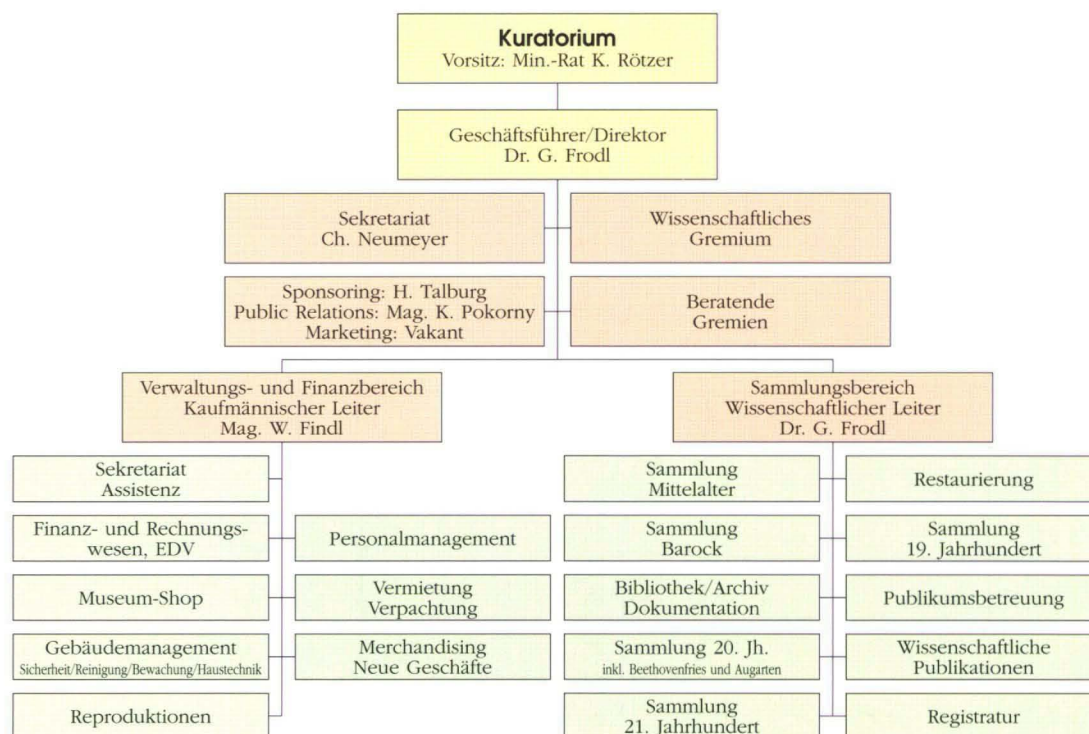 Kuratorium
Vorsitz: Min.-Rat K. Rötzer
Geschäftsführer/Direktor
Dr. G. Frodl
Sekretariat
Ch. Neumeyer
Wissenschaftliches
Gremium
Sponsoring: H. Talburg
Public Relations: Mag. K. Pokorny
Marketing: Vakant
Beratende
Gremien
Verwaltungs- und Finanzbereich
Kaufmännischer Leiter
Mag. W. Findl
Sammlungsbereich
Wissenschaftlicher Leiter
Dr. G. Frodl
Sekretariat
Assistenz
Finanz- und Rechnungs-
wesen, EDV
Personalmanagement
Museum-Shop
Vermietung
Verpachtung
Gebäudemanagement
Sicherheit/Reinigung/Bewachung/Haustechnik
Merchandising
Neue Geschäfte
Reproduktionen
Sammlung
Mittelalter
Restaurierung
Sammlung
Barock
Sammlung
19. Jahrhundert
Bibliothek/Archiv
Dokumentation
Publikumsbetreuung
Sammlung 20. Jh.
inkl. Beethovenfries und Augarten
Wissenschaftliche
Publikationen
Sammlung
21. Jahrhundert
Registratur